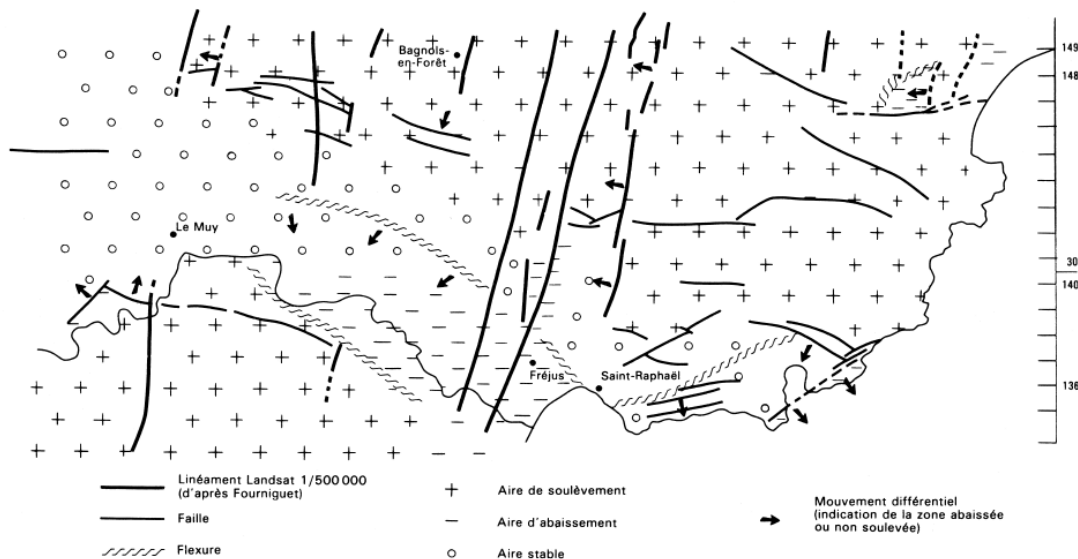 Bagnols-
en-Forêt
149
148
Le Muy
30
140
Fréjus
Saint-Raphaël
136
Linéament Landsat 1/500 000
(d'après Fourniguet)
Faille
Flexure
Aire de soulèvement
Aire d'abaissement
Aire stable
Mouvement différentiel
(indication de la zone abaissée
ou non soulevée)